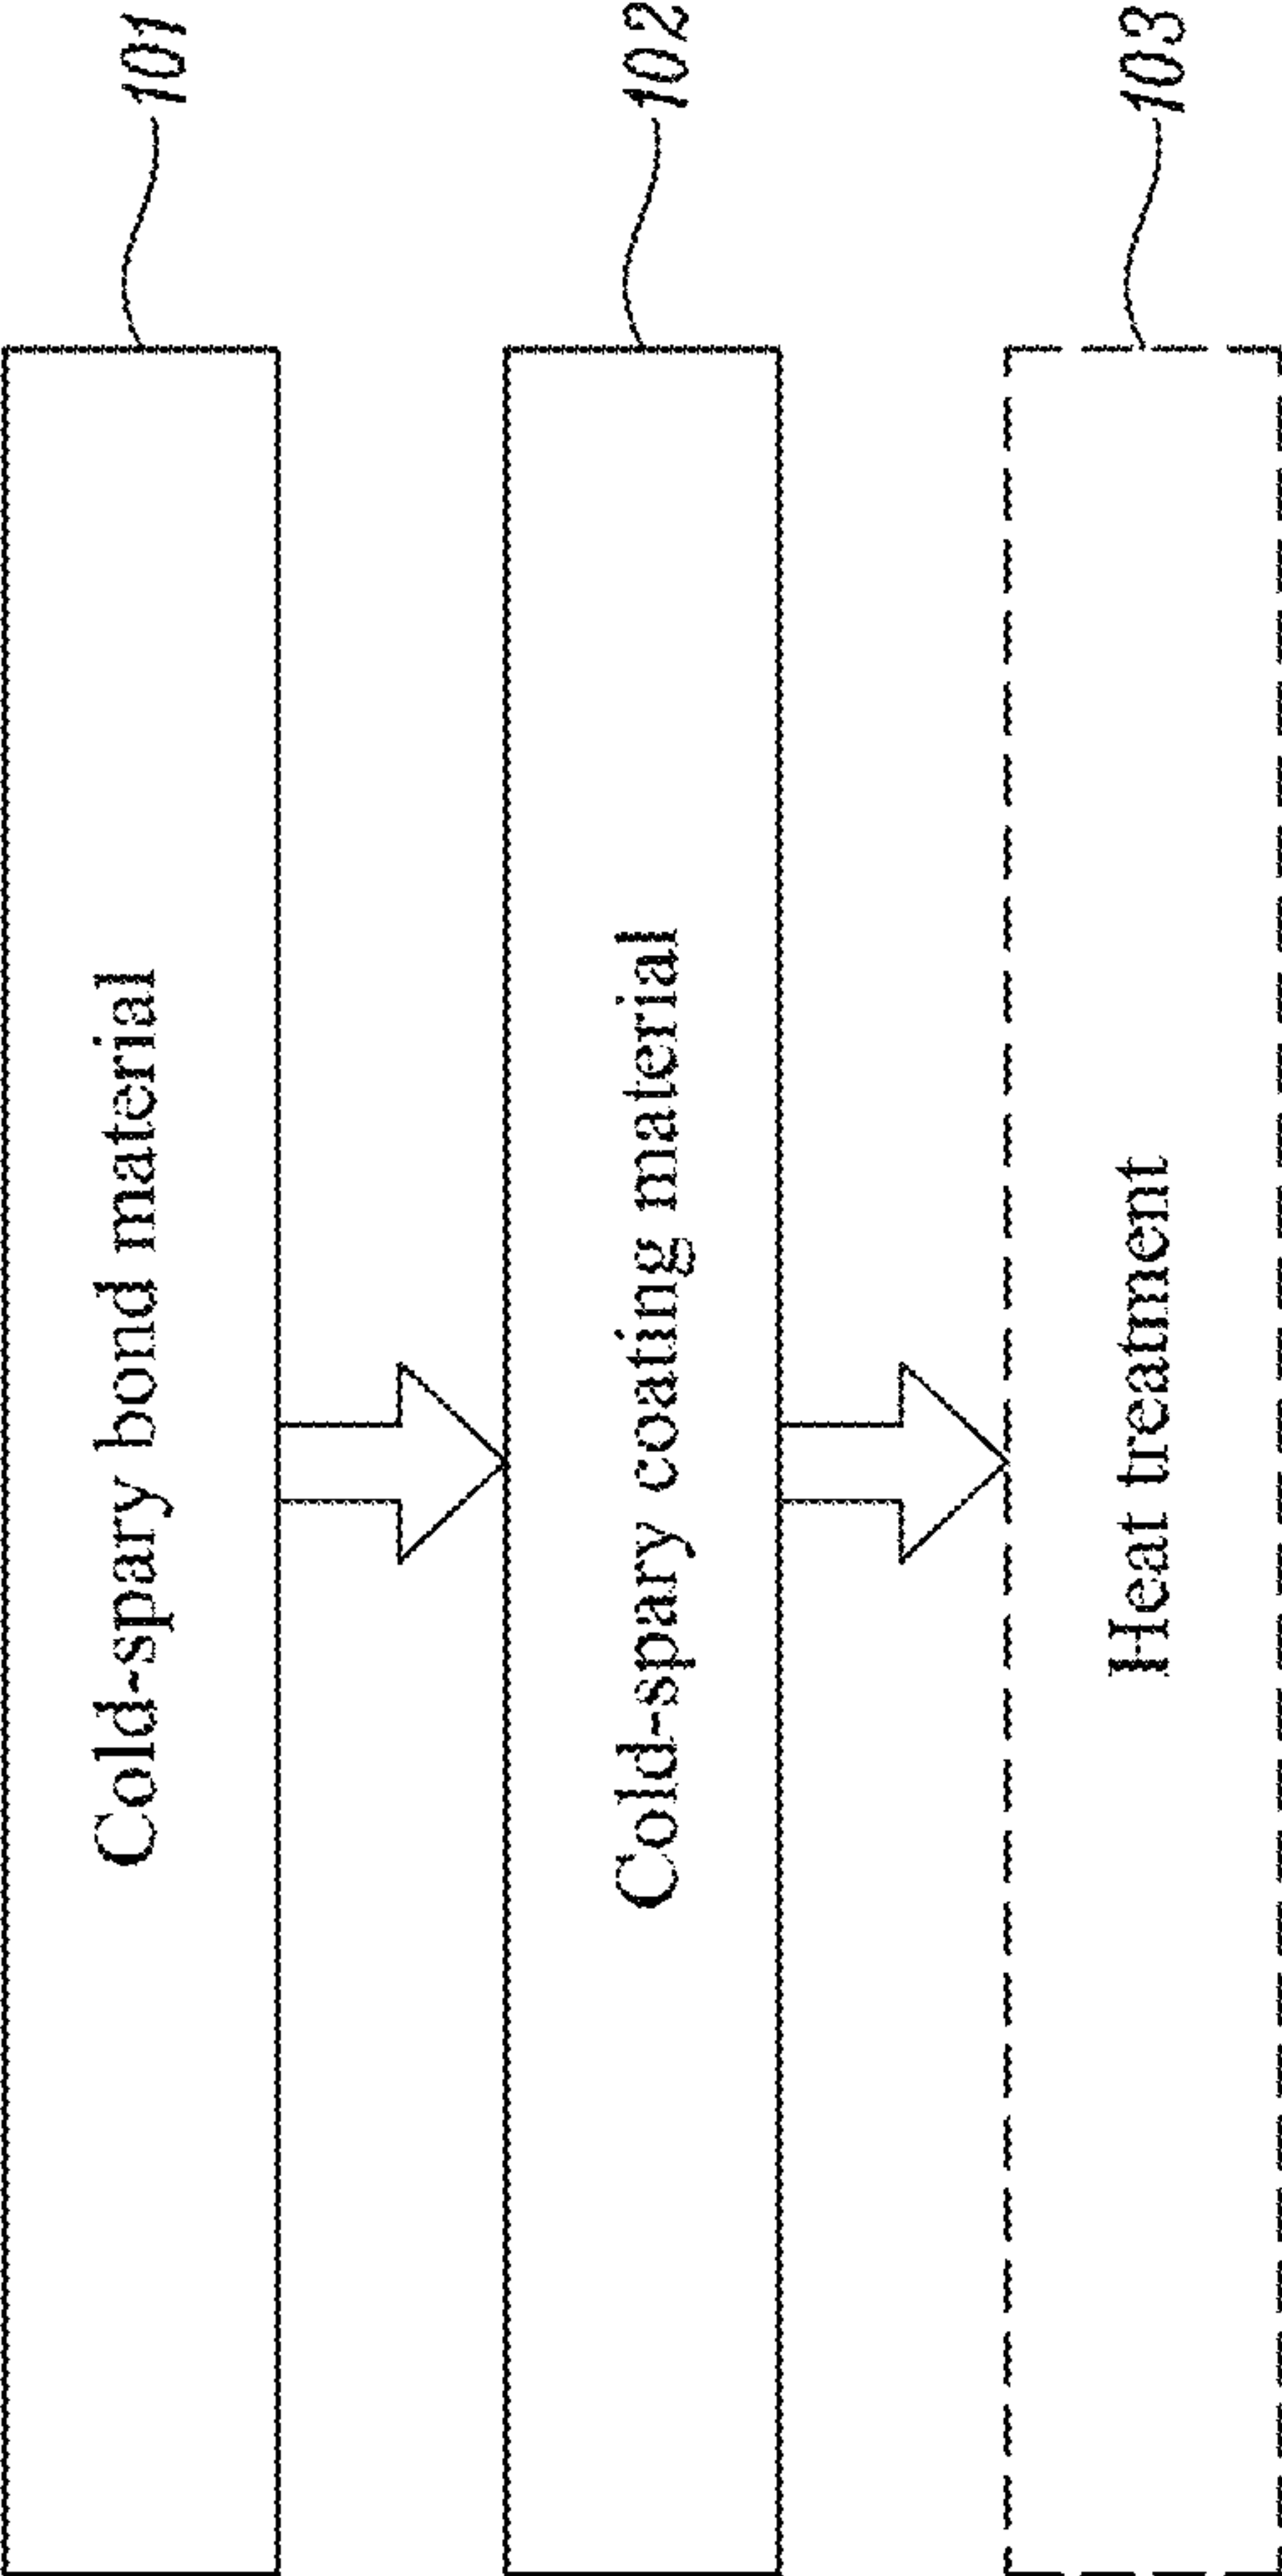 Cold-spary bond material
101
Cold-spary coating material
102
Heat treatment
103